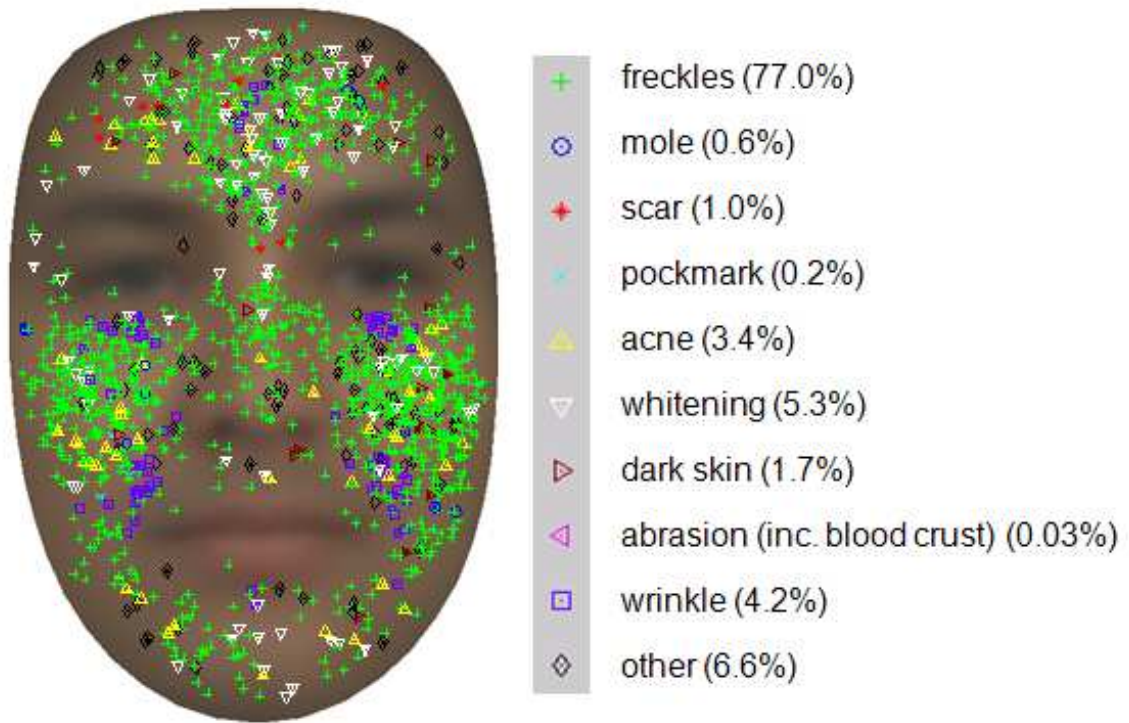 freckles (77.0%)
mole (0.6%)
scar (1.0%)
pockmark (0.2%)
acne (3.4%)
whitening (5.3%)
dark skin (1.7%)
abrasion (inc. blood crust) (0.03%)
wrinkle (4.2%)
other (6.6%)